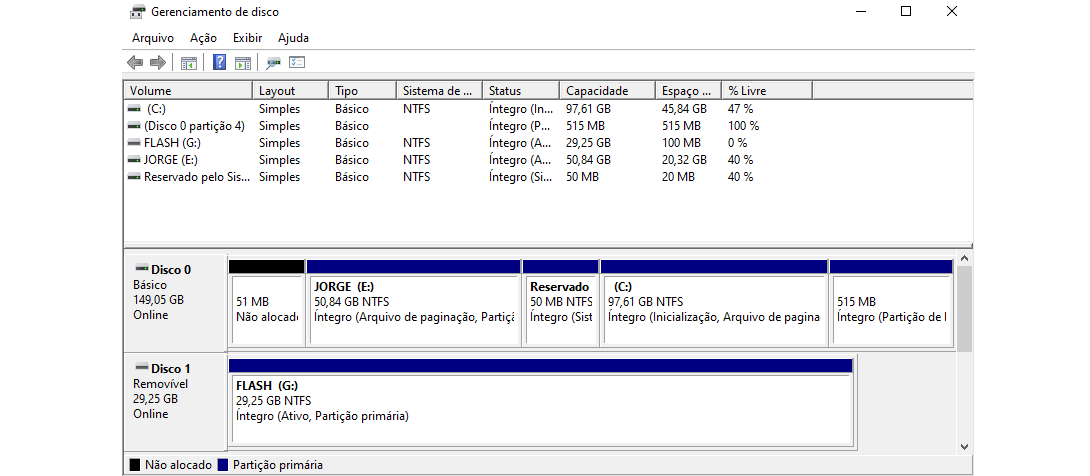 Gerenciamento de disco
Arquivo Ação Exibir Ajuda
Volume Layout Tipo Sistema de ... Status Capacidade Espaço ... % Livre
(C:) Simples Básico NTFS Íntegro (In... 97,61 GB 45,84 GB 47 %
(Disco 0 partição 4) Simples Básico Íntegro (P... 515 MB 515 MB 100 %
FLASH (G:) Simples Básico NTFS Íntegro (A... 29,25 GB 100 MB 0 %
JORGE (E:) Simples Básico NTFS Íntegro (A... 50,84 GB 20,32 GB 40 %
Reservado pelo Sis... Simples Básico NTFS Íntegro (Si... 50 MB 20 MB 40 %
Disco 0
Básico
149,05 GB
Online
51 MB
Não alocad
JORGE (E:)
50,84 GB NTFS
Íntegro (Arquivo de paginação, Partiçã
Reservado
50 MB NTFS
Íntegro (Sist
(C:)
97,61 GB NTFS
Íntegro (Inicialização, Arquivo de pagina
515 MB
Íntegro (Partição de
Disco 1
Removível
29,25 GB
Online
FLASH (G:)
29,25 GB NTFS
Íntegro (Ativo, Partição primária)
Não alocado Partição primária